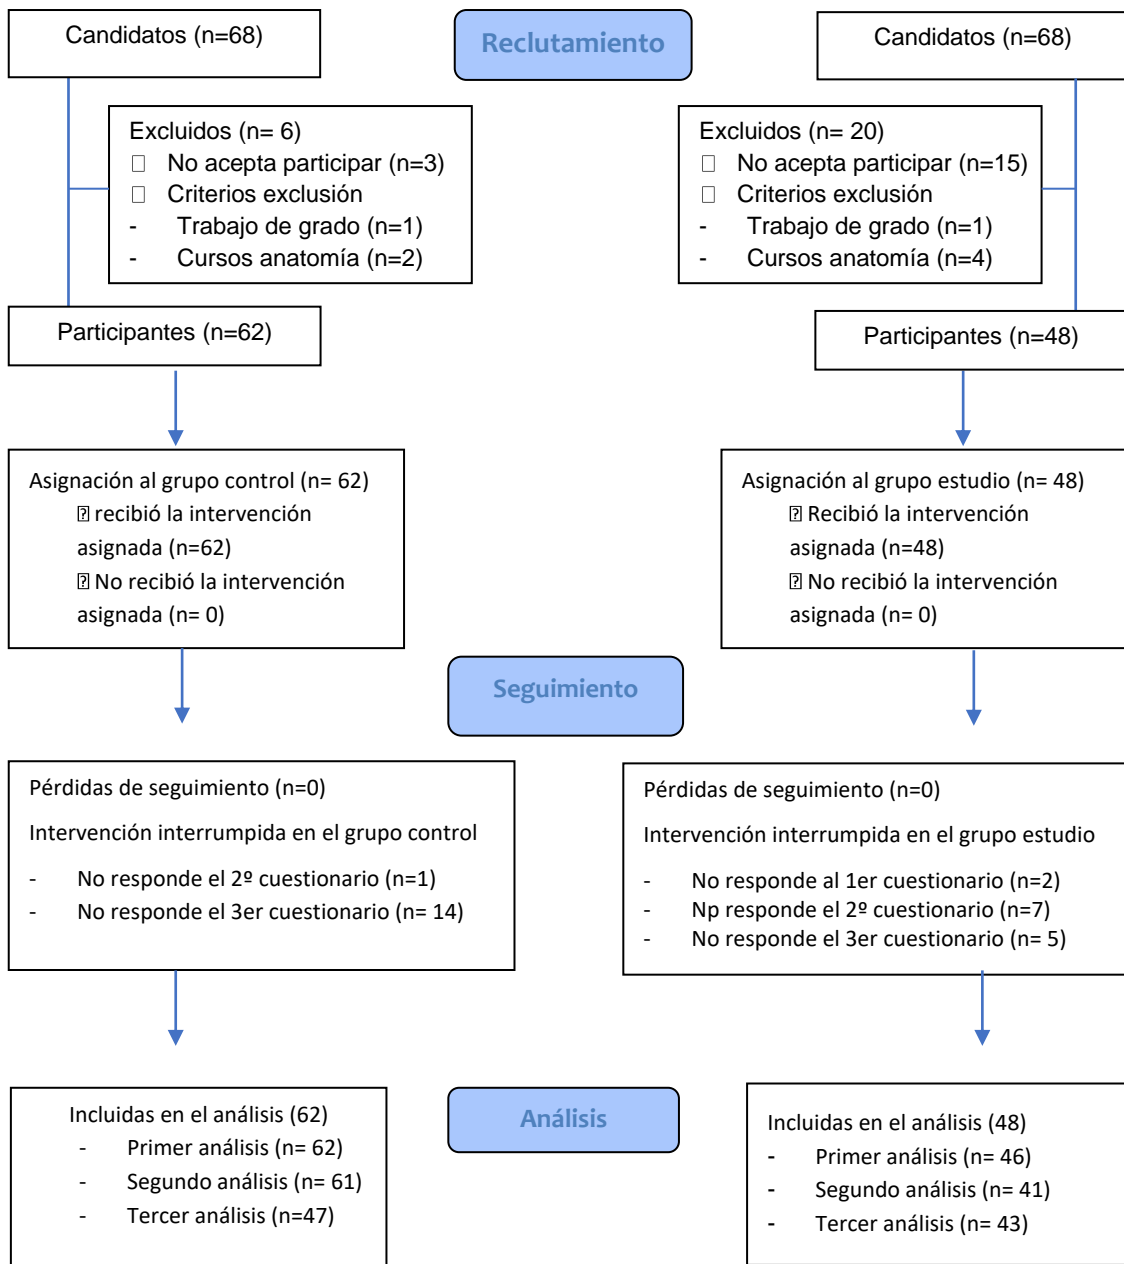 Candidatos (n=68)
Reclutamiento
Candidatos (n=68)
Excluidos (n= 6)
□ No acepta participar (n=3)
□ Criterios exclusión
- Trabajo de grado (n=1)
- Cursos anatomía (n=2)
Excluidos (n= 20)
□ No acepta participar (n=15)
□ Criterios exclusión
- Trabajo de grado (n=1)
- Cursos anatomía (n=4)
Participantes (n=62)
Participantes (n=48)
Asignación al grupo control (n= 62)
⍰ recibió la intervención
asignada (n=62)
⍰ No recibió la intervención
asignada (n= 0)
Asignación al grupo estudio (n= 48)
⍰ Recibió la intervención
asignada (n=48)
⍰ No recibió la intervención
asignada (n= 0)
Seguimiento
Pérdidas de seguimiento (n=0)
Intervención interrumpida en el grupo control
- No responde el 2º cuestionario (n=1)
- No responde el 3er cuestionario (n= 14)
Pérdidas de seguimiento (n=0)
Intervención interrumpida en el grupo estudio
- No responde al 1er cuestionario (n=2)
- Np responde el 2º cuestionario (n=7)
- No responde el 3er cuestionario (n= 5)
Incluidas en el análisis (62)
- Primer análisis (n= 62)
- Segundo análisis (n= 61)
- Tercer análisis (n=47)
Análisis
Incluidas en el análisis (48)
- Primer análisis (n= 46)
- Segundo análisis (n= 41)
- Tercer análisis (n= 43)